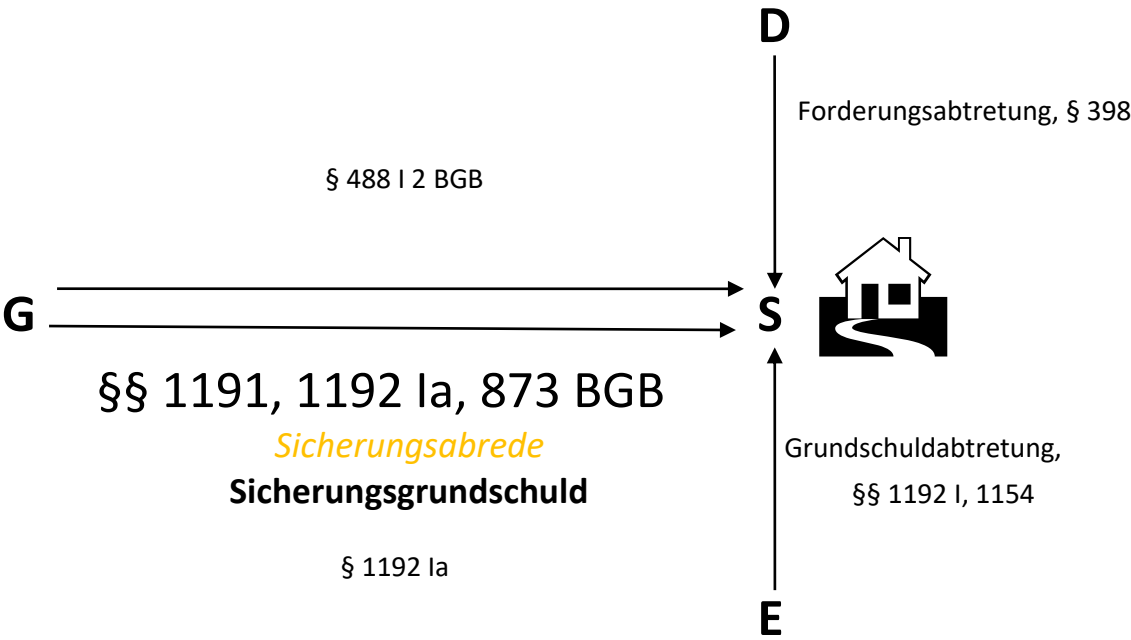 D
Forderungsabtretung, § 398
§ 488 I 2 BGB
G
S
§§ 1191, 1192 Ia, 873 BGB
Sicherungsabrede
Grundschuldabtretung,
Sicherungsgrundschuld
§§ 1192 I, 1154
§ 1192 Ia
E